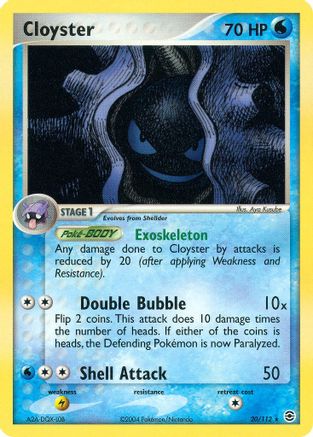 Cloyster 70 HP
Illus. Aya Kusube
STAGE 1 Evolves from Shellder
Poké-BODY Exoskeleton
Any damage done to Cloyster by attacks
is reduced by 20 (after applying Weakness and
Resistance).
Double Bubble 10x
Flip 2 coins. This attack does 10 damage times
the number of heads. If either of the coins is
heads, the Defending Pokémon is now Paralyzed.
Shell Attack 50
weakness resistance retreat cost
©2004 Pokémon/Nintendo 20/112 ★